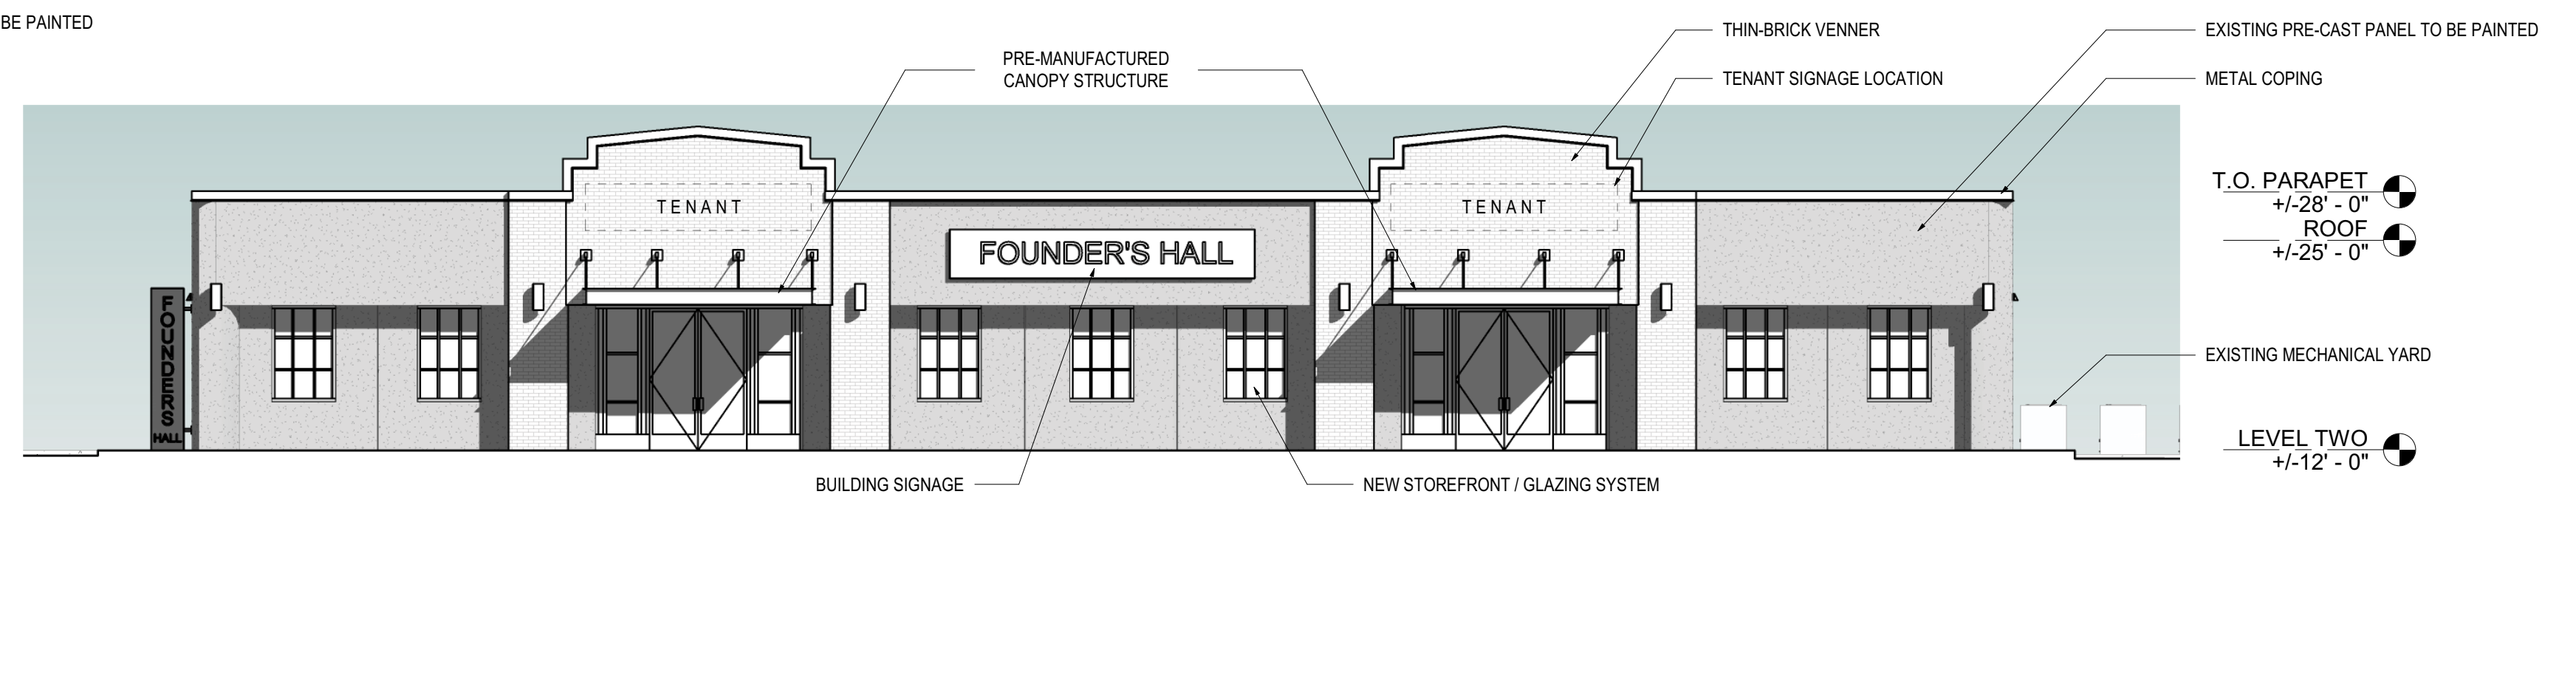 BE PAINTED
THIN-BRICK VENNER
EXISTING PRE-CAST PANEL TO BE PAINTED
PRE-MANUFACTURED
CANOPY STRUCTURE
TENANT SIGNAGE LOCATION
METAL COPING
T.O. PARAPET
+/-28' - 0"
ROOF
+/-25' - 0"
TENANT
TENANT
FOUNDER'S HALL
FOUNDERS
HALL
EXISTING MECHANICAL YARD
LEVEL TWO
+/-12' - 0"
BUILDING SIGNAGE
NEW STOREFRONT / GLAZING SYSTEM